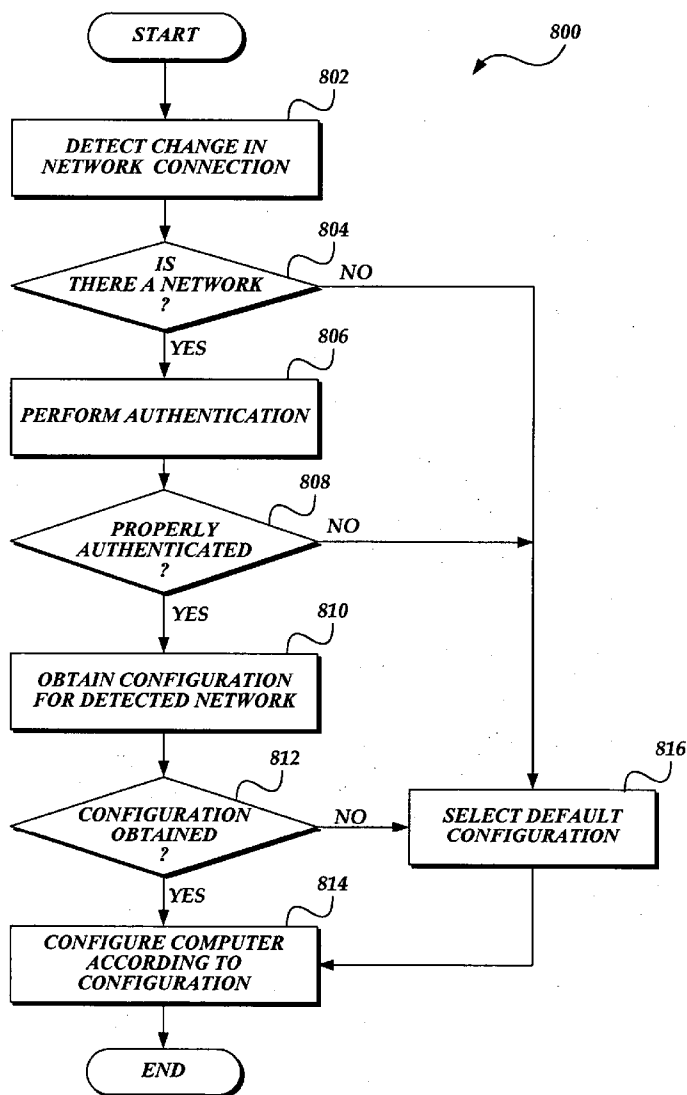 START
800
802
DETECT CHANGE IN
NETWORK CONNECTION
804
IS
THERE A NETWORK
?
NO
YES
806
PERFORM AUTHENTICATION
808
PROPERLY
AUTHENTICATED
?
NO
YES
810
OBTAIN CONFIGURATION
FOR DETECTED NETWORK
812
CONFIGURATION
OBTAINED
?
NO
816
SELECT DEFAULT
CONFIGURATION
YES
814
CONFIGURE COMPUTER
ACCORDING TO
CONFIGURATION
END